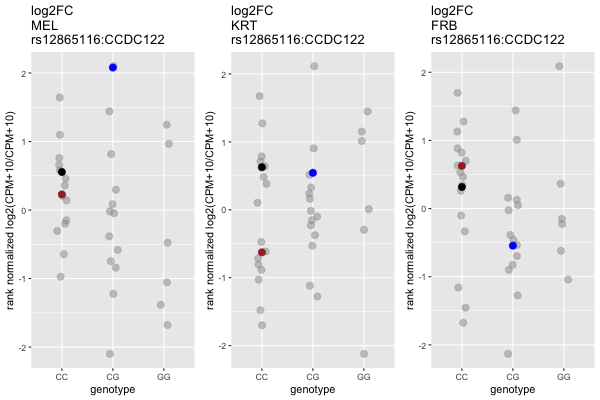 log2FC
MEL
rs12865116:CCDC122
rank normalized log2(CPM+10/CPM+10)
2
1
0
-1
-2
CC
CG
GG
genotype
log2FC
KRT
rs12865116:CCDC122
rank normalized log2(CPM+10/CPM+10)
2
1
0
-1
-2
CC
CG
GG
genotype
log2FC
FRB
rs12865116:CCDC122
rank normalized log2(CPM+10/CPM+10)
2
1
0
-1
-2
CC
CG
GG
genotype